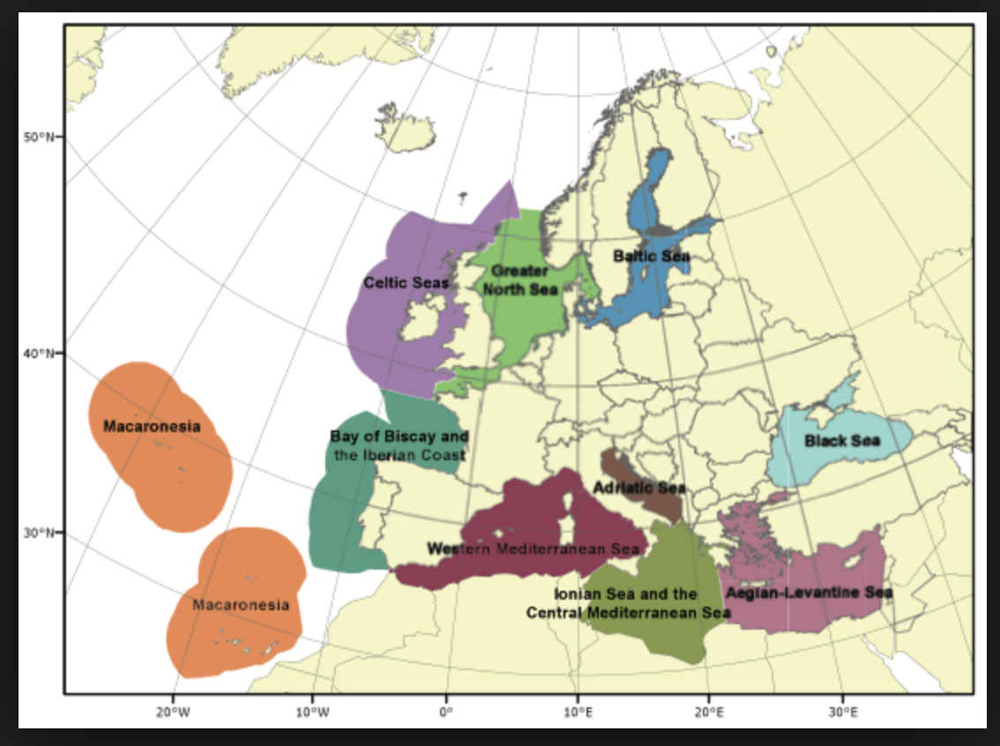 50°N
Baltic Sea
Greater
North Sea
Celtic Seas
40°N
Macaronesia
Bay of Biscay and
the Iberian Coast
Black Sea
Adriatic Sea
30°N
Western Mediterranean Sea
Ionian Sea and the
Central Mediterranean Sea
Aegian-Levantine Sea
Macaronesia
20°W
10°W
0°
10°E
20°E
30°E